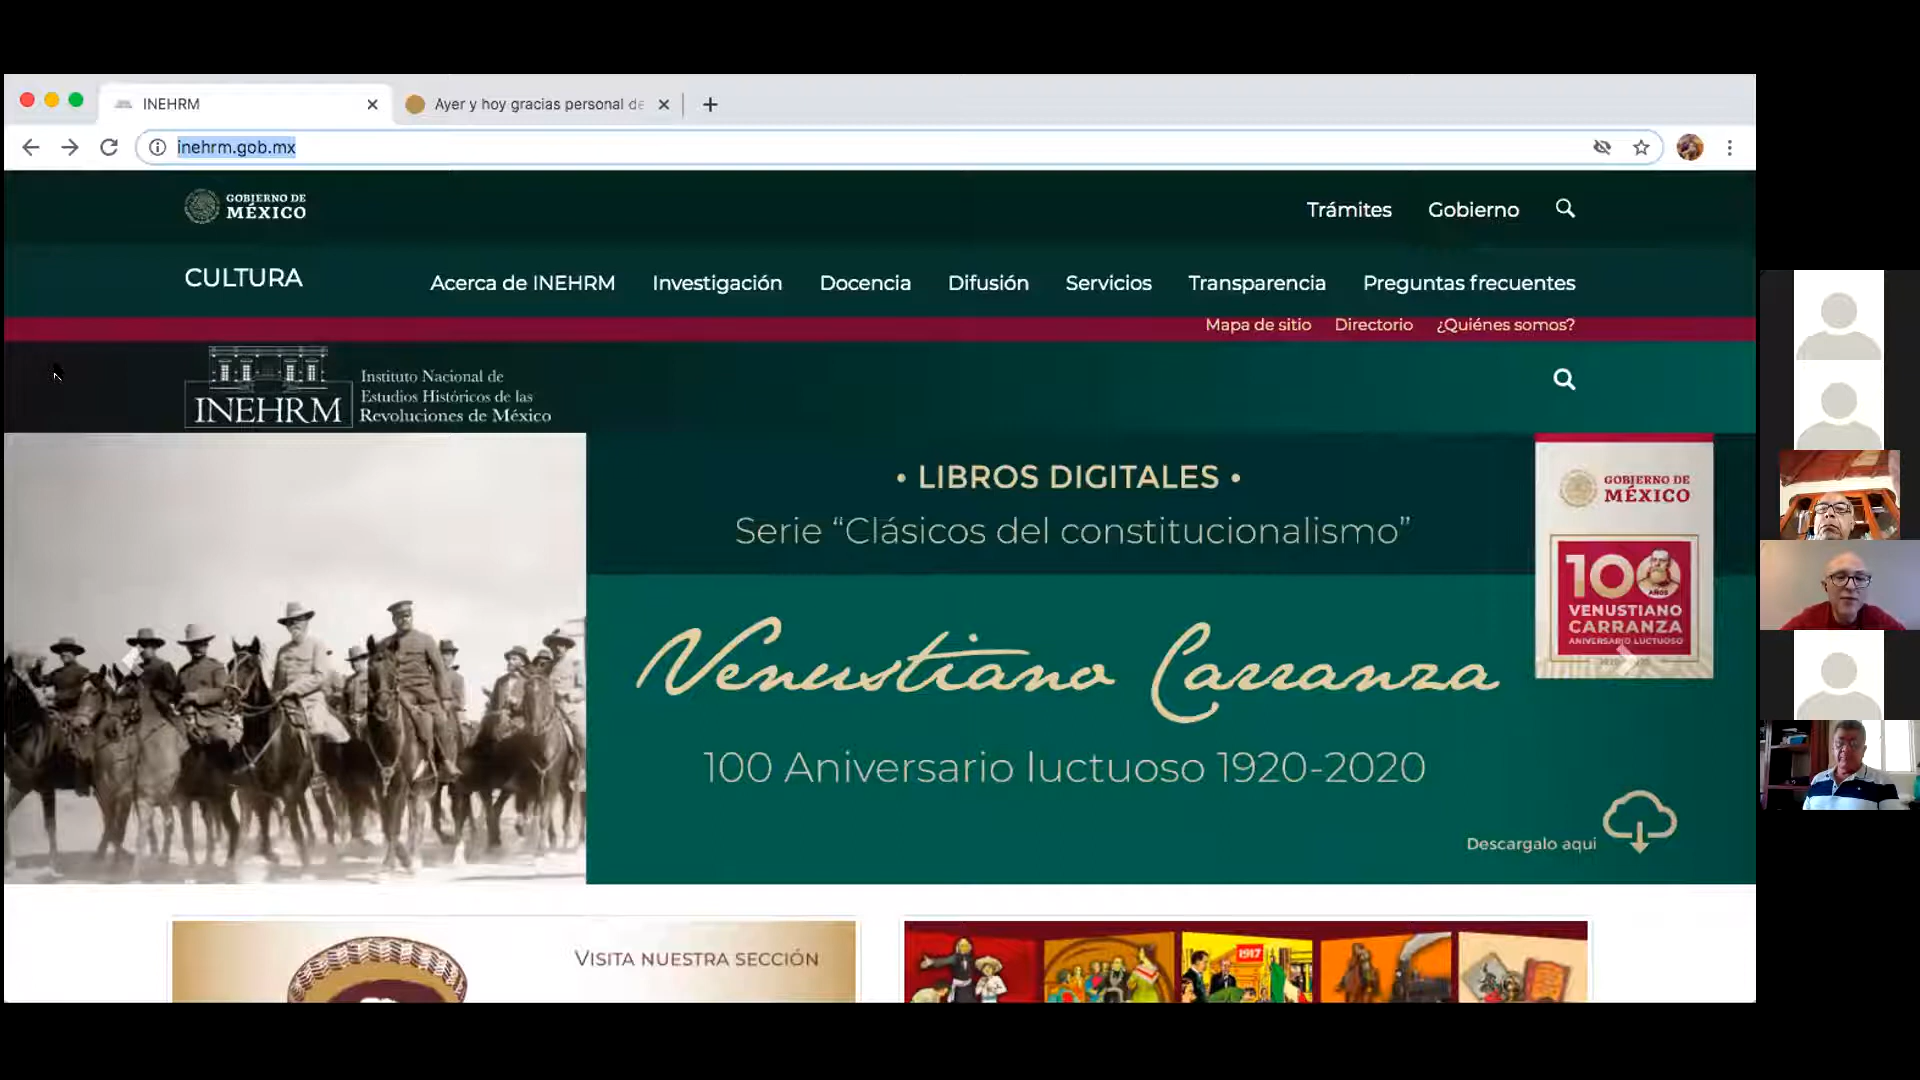 INEHRM
Ayer y hoy gracias personal de
inehrm.gob.mx
GOBIERNO DE
MÉXICO
Trámites Gobierno
CULTURA
Acerca de INEHRM Investigación Docencia Difusión Servicios Transparencia Preguntas frecuentes
Mapa de sitio Directorio ¿Quiénes somos?
INEHRM
Instituto Nacional de
Estudios Históricos de las
Revoluciones de México
• LIBROS DIGITALES •
Serie “Clásicos del constitucionalismo”
Venustiano Carranza
100 Aniversario luctuoso 1920-2020
GOBIERNO DE
MÉXICO
100
AÑOS
VENUSTIANO
CARRANZA
ANIVERSARIO LUCTUOSO
Descargalo aqui
VISITA NUESTRA SECCIÓN
1917